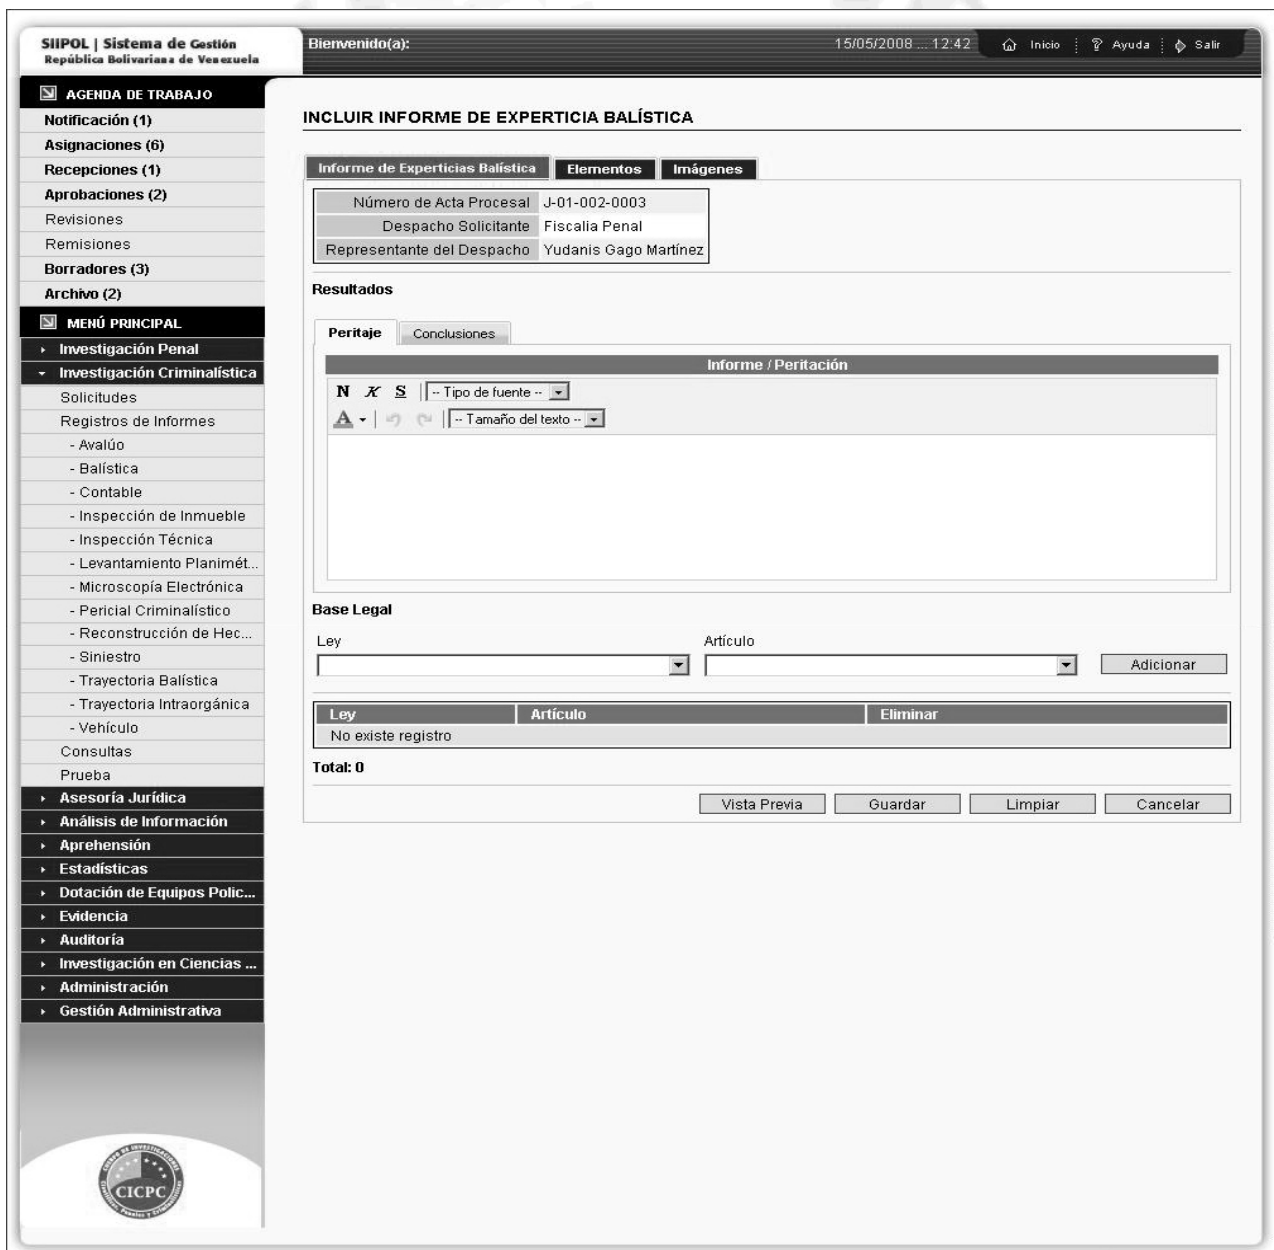 SIIPOL | Sistema de Gestión
República Bolivariana de Venezuela
Bienvenido(a):
15/05/2008 ... 12:42
Inicio
Ayuda
Salir
AGENDA DE TRABAJO
Notificación (1)
Asignaciones (6)
Recepciones (1)
Aprobaciones (2)
Revisiones
Remisiones
Borradores (3)
Archivo (2)
MENÚ PRINCIPAL
Investigación Penal
Investigación Criminalística
Solicitudes
Registros de Informes
- Avalúo
- Balística
- Contable
- Inspección de Inmueble
- Inspección Técnica
- Levantamiento Planimét...
- Microscopía Electrónica
- Pericial Criminalístico
- Reconstrucción de Hec...
- Siniestro
- Trayectoria Balística
- Trayectoria Intraorgánica
- Vehículo
Consultas
Prueba
Asesoría Jurídica
Análisis de Información
Aprehensión
Estadísticas
Dotación de Equipos Polic...
Evidencia
Auditoría
Investigación en Ciencias ...
Administración
Gestión Administrativa
CICPC
INCLUIR INFORME DE EXPERTICIA BALÍSTICA
Informe de Experticias Balística
Elementos
Imágenes
Número de Acta Procesal J-01-002-0003
Despacho Solicitante Fiscalia Penal
Representante del Despacho Yudanis Gago Martínez
Resultados
Peritaje
Conclusiones
Informe / Peritación
N K S -- Tipo de fuente --
A -- Tamaño del texto --
Base Legal
Ley Artículo
Adicionar
Ley Artículo Eliminar
No existe registro
Total: 0
Vista Previa Guardar Limpiar Cancelar